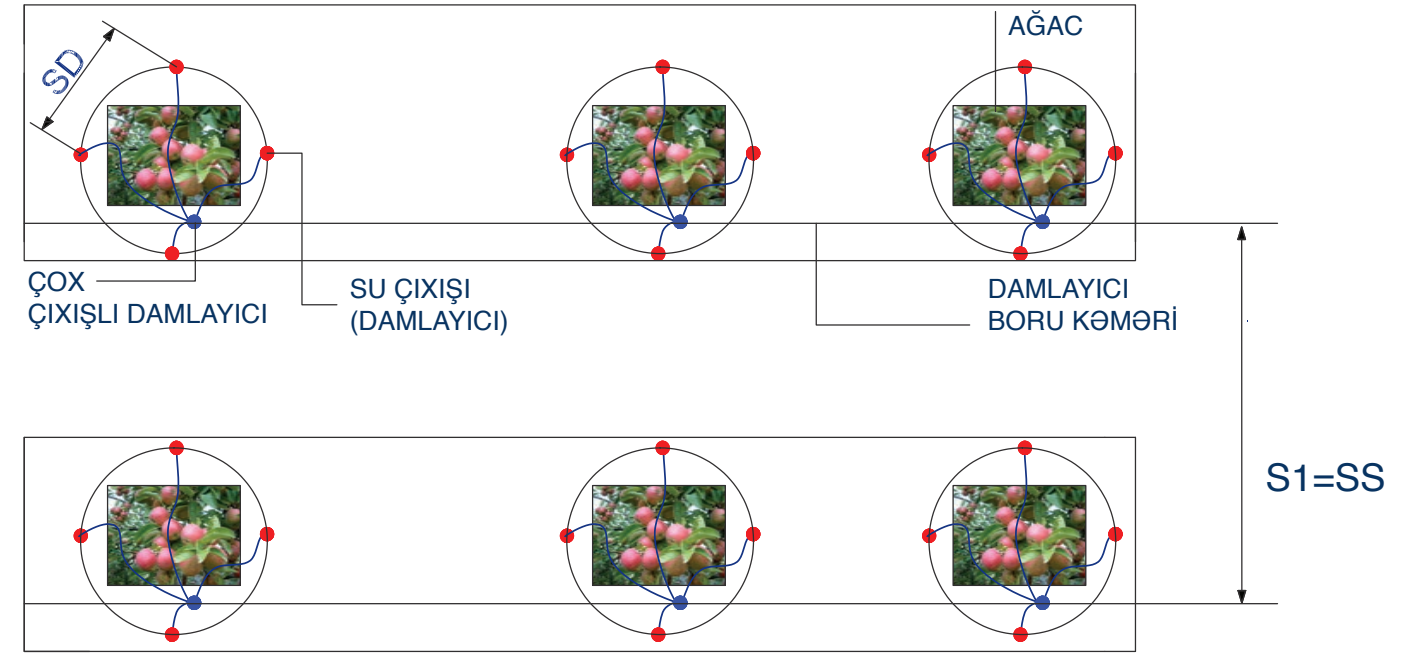 AĞAC
SD
ÇOX
ÇIXIŞLI DAMLAYICI
SU ÇIXIŞI
(DAMLAYICI)
DAMLAYICI
BORU KƏMƏRİ
S1=SS